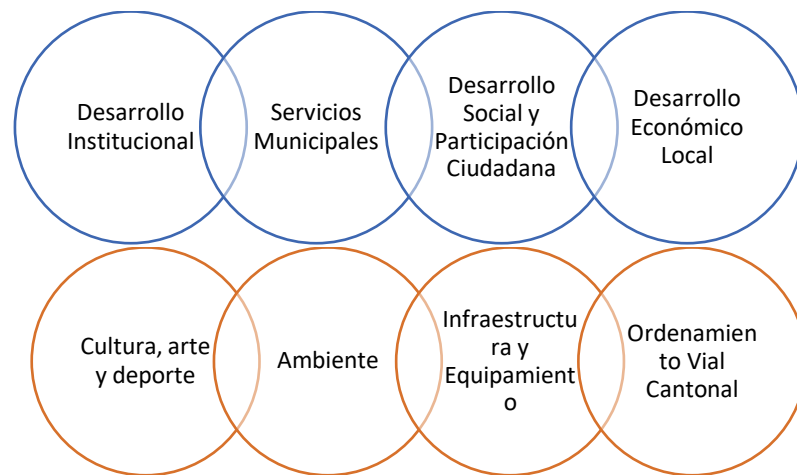 Desarrollo
Institucional
Servicios
Municipales
Desarrollo
Social y
Participación
Ciudadana
Desarrollo
Económico
Local
Cultura, arte
y deporte
Ambiente
Infraestructu
ra y
Equipamient
o
Ordenamien
to Vial
Cantonal